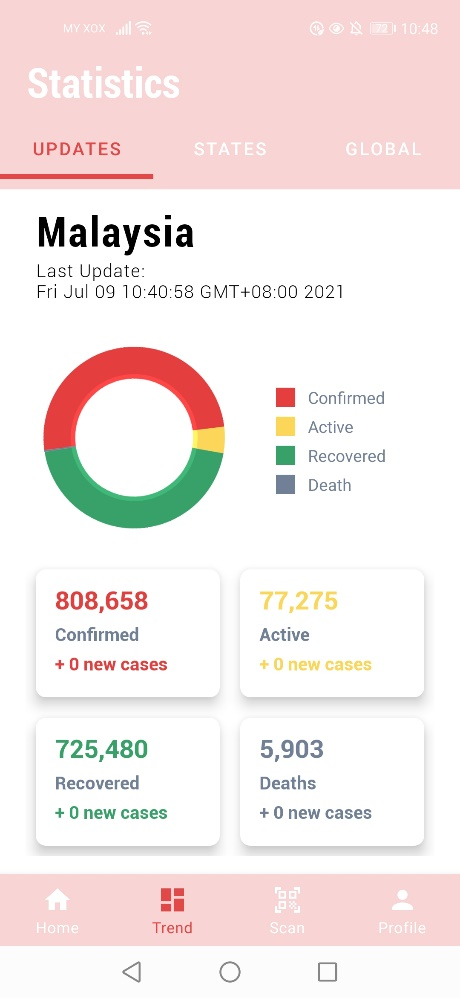 MY XOX 72 10:48
Statistics
UPDATES STATES GLOBAL
Malaysia
Last Update:
Fri Jul 09 10:40:58 GMT+08:00 2021
Confirmed
Active
Recovered
Death
808,658 77,275
Confirmed Active
+ 0 new cases + 0 new cases
725,480 5,903
Recovered Deaths
+ 0 new cases + 0 new cases
Home Trend Scan Profile